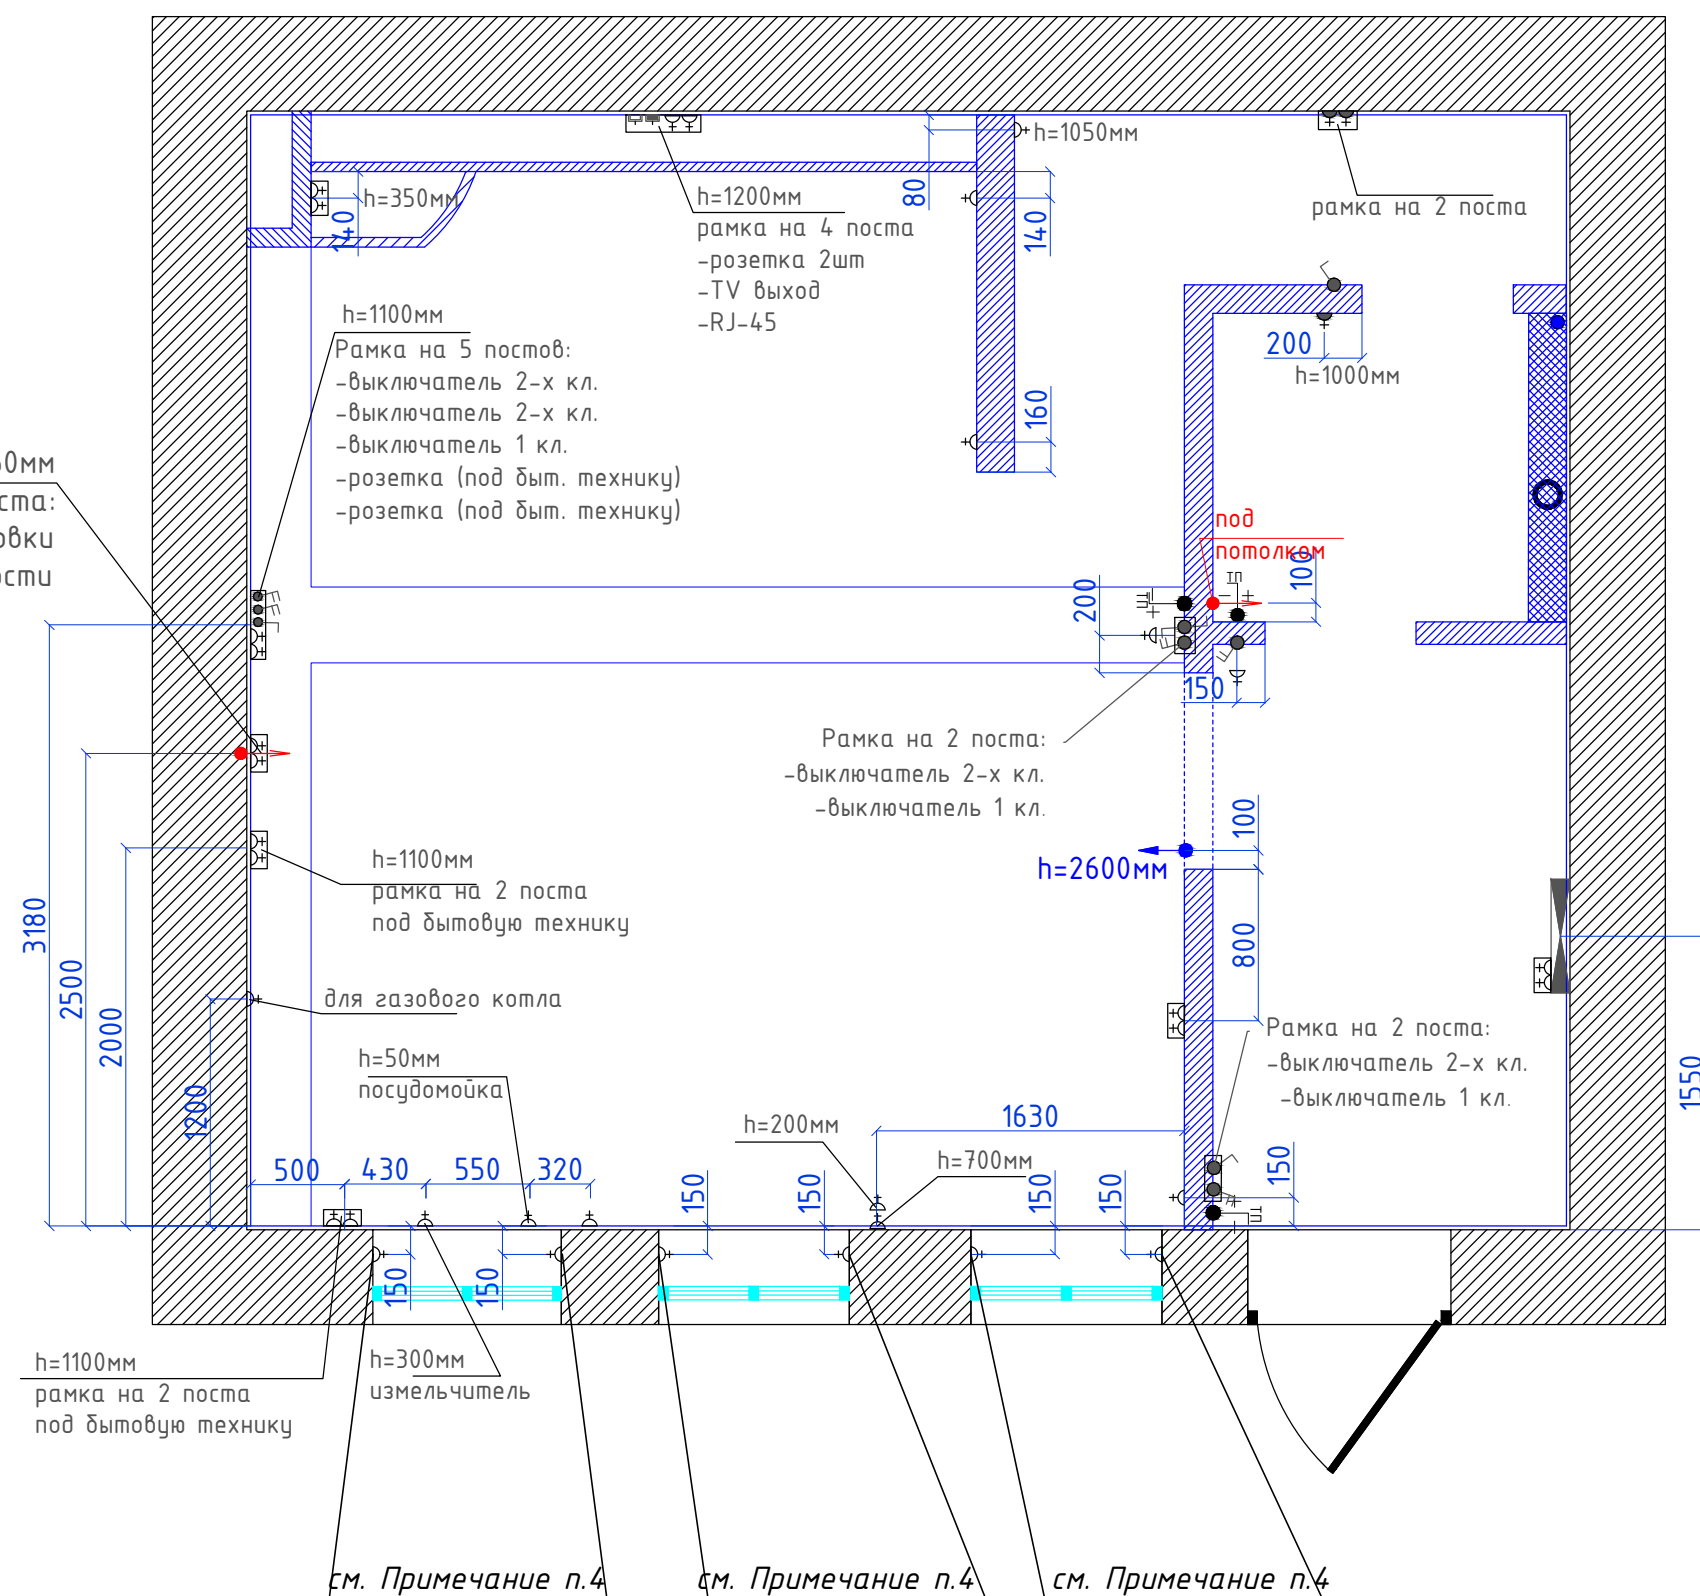 h=1050мм
h=350мм
80
140
140
h=1200мм
рамка на 4 поста
-розетка 2шт
-TV выход
-RJ-45
рамка на 2 поста
h=1100мм
Рамка на 5 постов:
-выключатель 2-х кл.
-выключатель 2-х кл.
-выключатель 1 кл.
-розетка (под быт. технику)
-розетка (под быт. технику)
200
h=1000мм
160
под
потолком
100
200
ТП
ТП
150
Рамка на 2 поста:
-выключатель 2-х кл.
-выключатель 1 кл.
100
h=2600мм
800
h=1100мм
рамка на 2 поста
под бытовую технику
3180
2500
2000
1200
для газового котла
h=50мм
посудомойка
Рамка на 2 поста:
-выключатель 2-х кл.
-выключатель 1 кл.
1550
h=200мм
1630
h=700мм
500
430
550
320
150
150
150
150
150
ТП
150
150
h=1100мм
рамка на 2 поста
под бытовую технику
h=300мм
измельчитель
см. Примечание п.4
см. Примечание п.4
см. Примечание п.4